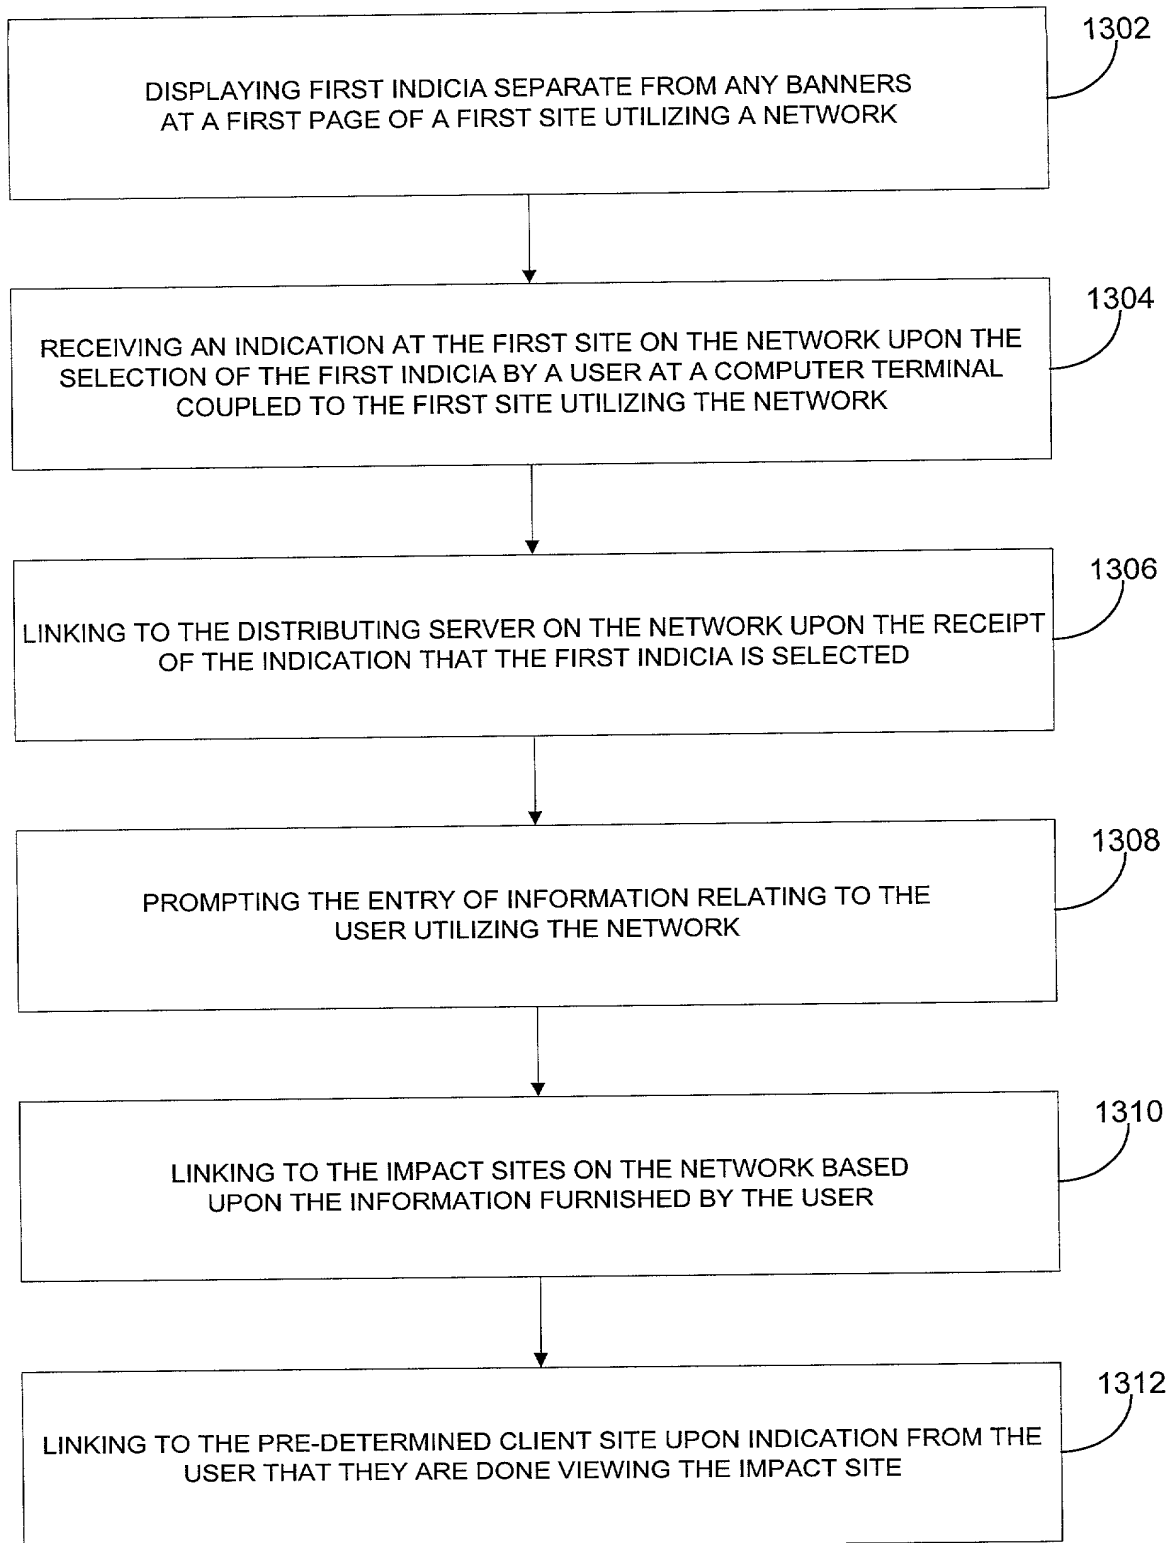 1302
DISPLAYING FIRST INDICIA SEPARATE FROM ANY BANNERS
AT A FIRST PAGE OF A FIRST SITE UTILIZING A NETWORK
1304
RECEIVING AN INDICATION AT THE FIRST SITE ON THE NETWORK UPON THE
SELECTION OF THE FIRST INDICIA BY A USER AT A COMPUTER TERMINAL
COUPLED TO THE FIRST SITE UTILIZING THE NETWORK
1306
LINKING TO THE DISTRIBUTING SERVER ON THE NETWORK UPON THE RECEIPT
OF THE INDICATION THAT THE FIRST INDICIA IS SELECTED
1308
PROMPTING THE ENTRY OF INFORMATION RELATING TO THE
USER UTILIZING THE NETWORK
1310
LINKING TO THE IMPACT SITES ON THE NETWORK BASED
UPON THE INFORMATION FURNISHED BY THE USER
1312
LINKING TO THE PRE-DETERMINED CLIENT SITE UPON INDICATION FROM THE
USER THAT THEY ARE DONE VIEWING THE IMPACT SITE